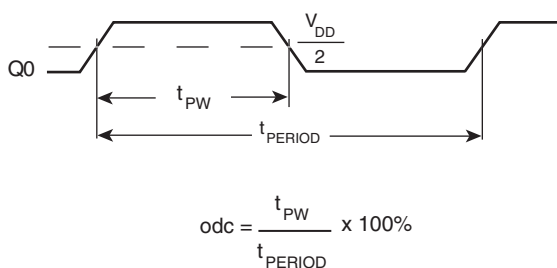 V_DD
2
Q0
t_PW
t_PERIOD
odc = t_PW / t_PERIOD x 100%